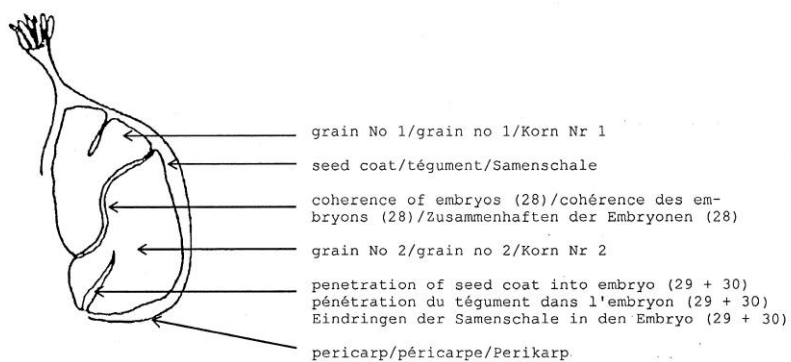 grain No 1/grain no 1/Korn Nr 1
seed coat/tégument/Samenschale
coherence of embryos (28)/cohérence des em-
bryons (28)/Zusammenhaften der Embryonen (28)
grain No 2/grain no 2/Korn Nr 2
penetration of seed coat into embryo (29 + 30)
pénétration du tégument dans l'embryon (29 + 30)
Eindringen der Samenschale in den Embryo (29 + 30)
pericarp/péricarpe/Perikarp